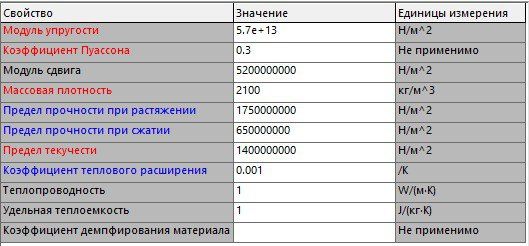 Свойство Значение Единицы измерения
Модуль упругости 5.7e+13 Н/м^2
Коэффициент Пуассона 0.3 Не применимо
Модуль сдвига 5200000000 Н/м^2
Массовая плотность 2100 кг/м^3
Предел прочности при растяжении 1750000000 Н/м^2
Предел прочности при сжатии 650000000 Н/м^2
Предел текучести 1400000000 Н/м^2
Коэффициент теплового расширения 0.001 /K
Теплопроводность 1 W/(м·K)
Удельная теплоемкость 1 J/(кг·K)
Коэффициент демпфирования материала Не применимо